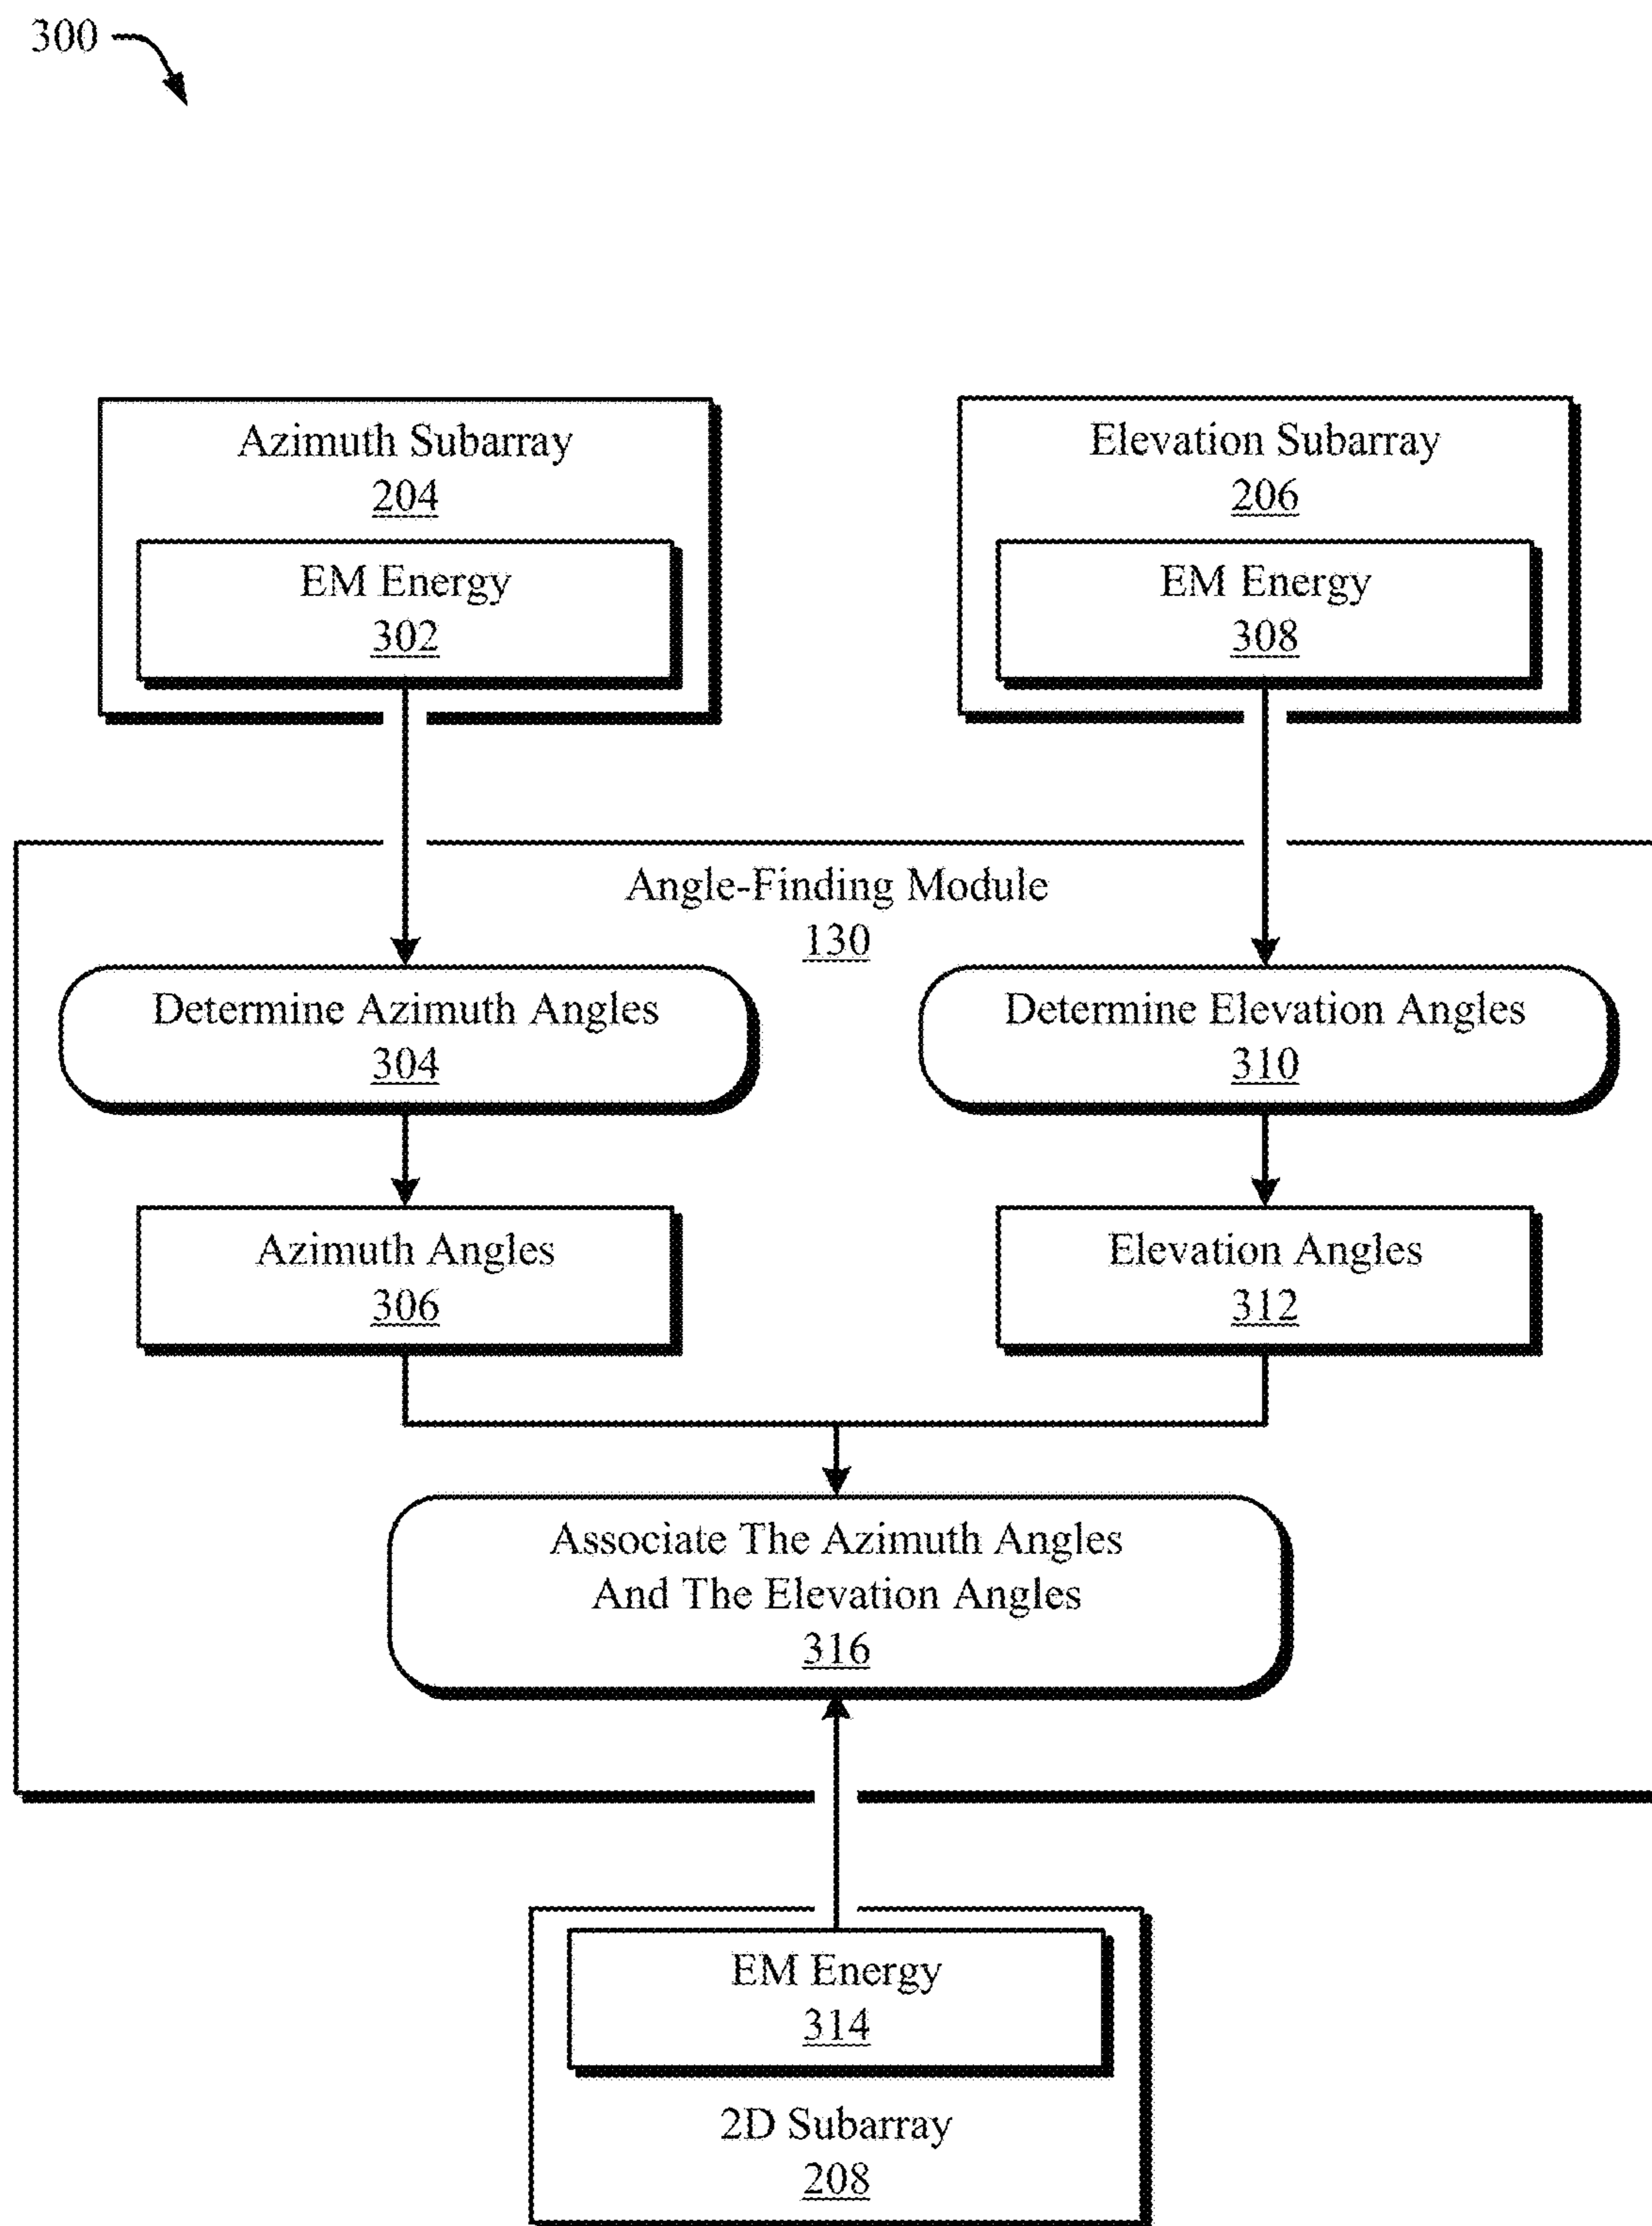 300
Azimuth Subarray
204
EM Energy
302
Elevation Subarray
206
EM Energy
308
Angle-Finding Module
130
Determine Azimuth Angles
304
Determine Elevation Angles
310
Azimuth Angles
306
Elevation Angles
312
Associate The Azimuth Angles
And The Elevation Angles
316
EM Energy
314
2D Subarray
208